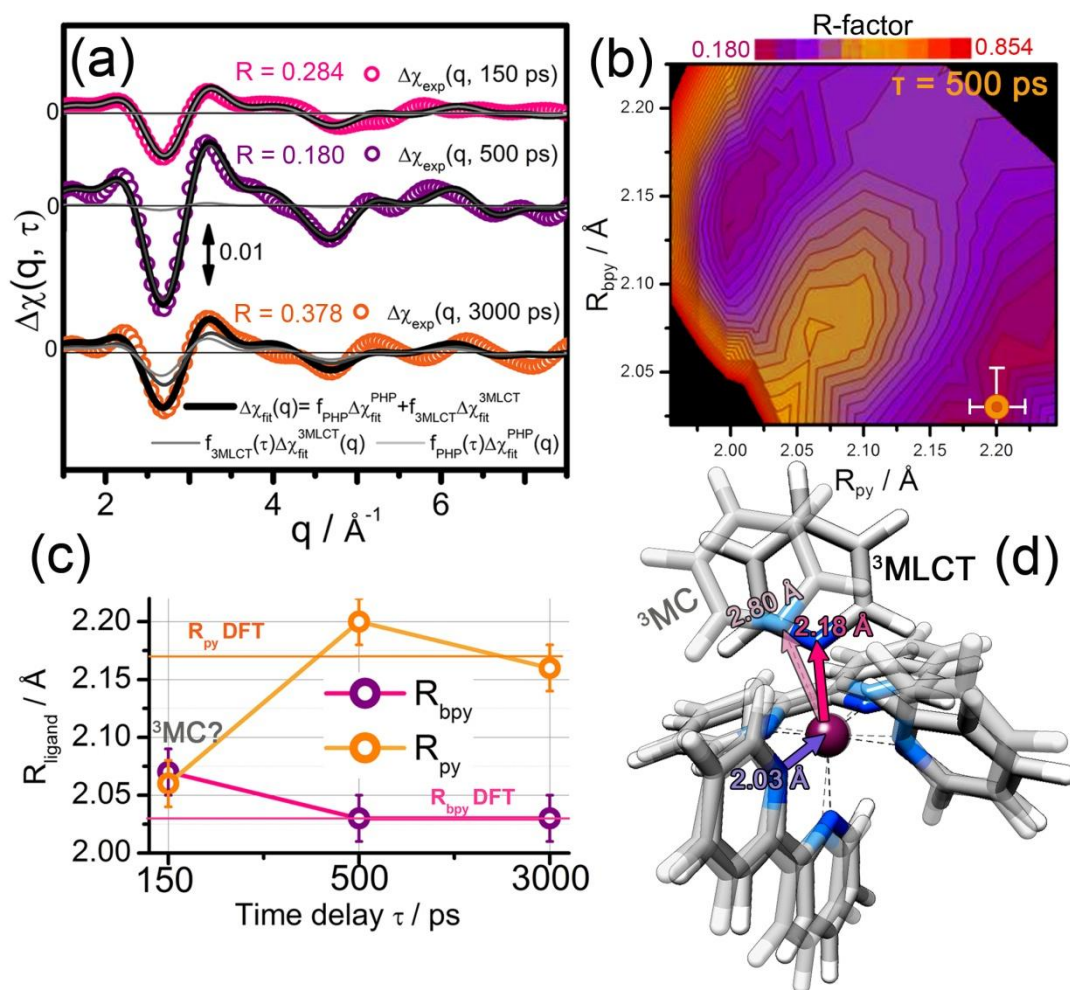 (a)
R = 0.284 Δχexp(q, 150 ps)
0
R = 0.180 Δχexp(q, 500 ps)
0
0.01
R = 0.378 Δχexp(q, 3000 ps)
0
Δχfit(q)= fPHPΔχfitPHP+f3MLCTΔχfit3MLCT
f3MLCT(τ)Δχfit3MLCT(q) fPHP(τ)ΔχfitPHP(q)
Δχ(q, τ)
2 4 6
q / Å-1
(b)
R-factor
0.180 0.854
τ = 500 ps
2.20
2.15
2.10
2.05
Rbpy / Å
2.00 2.05 2.10 2.15 2.20
Rpy / Å
(c)
2.20
2.15
2.10
2.05
2.00
Rligand / Å
Rpy DFT
3MC?
Rbpy
Rpy
Rbpy DFT
150 500 3000
Time delay τ / ps
(d)
3MLCT
3MC
2.80 Å
2.18 Å
2.03 Å